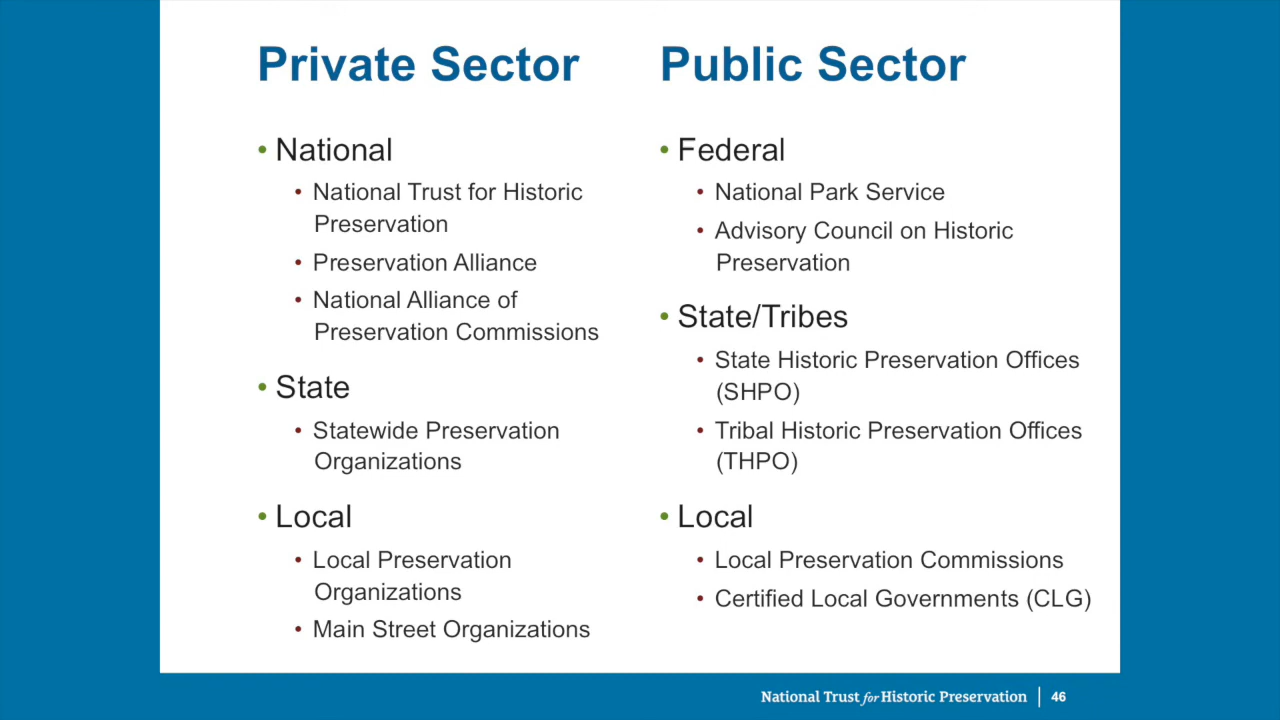 Private Sector
• National
• National Trust for Historic
Preservation
• Preservation Alliance
• National Alliance of
Preservation Commissions
• State
• Statewide Preservation
Organizations
• Local
• Local Preservation
Organizations
• Main Street Organizations
Public Sector
• Federal
• National Park Service
• Advisory Council on Historic
Preservation
• State/Tribes
• State Historic Preservation Offices
(SHPO)
• Tribal Historic Preservation Offices
(THPO)
• Local
• Local Preservation Commissions
• Certified Local Governments (CLG)
National Trust for Historic Preservation | 46